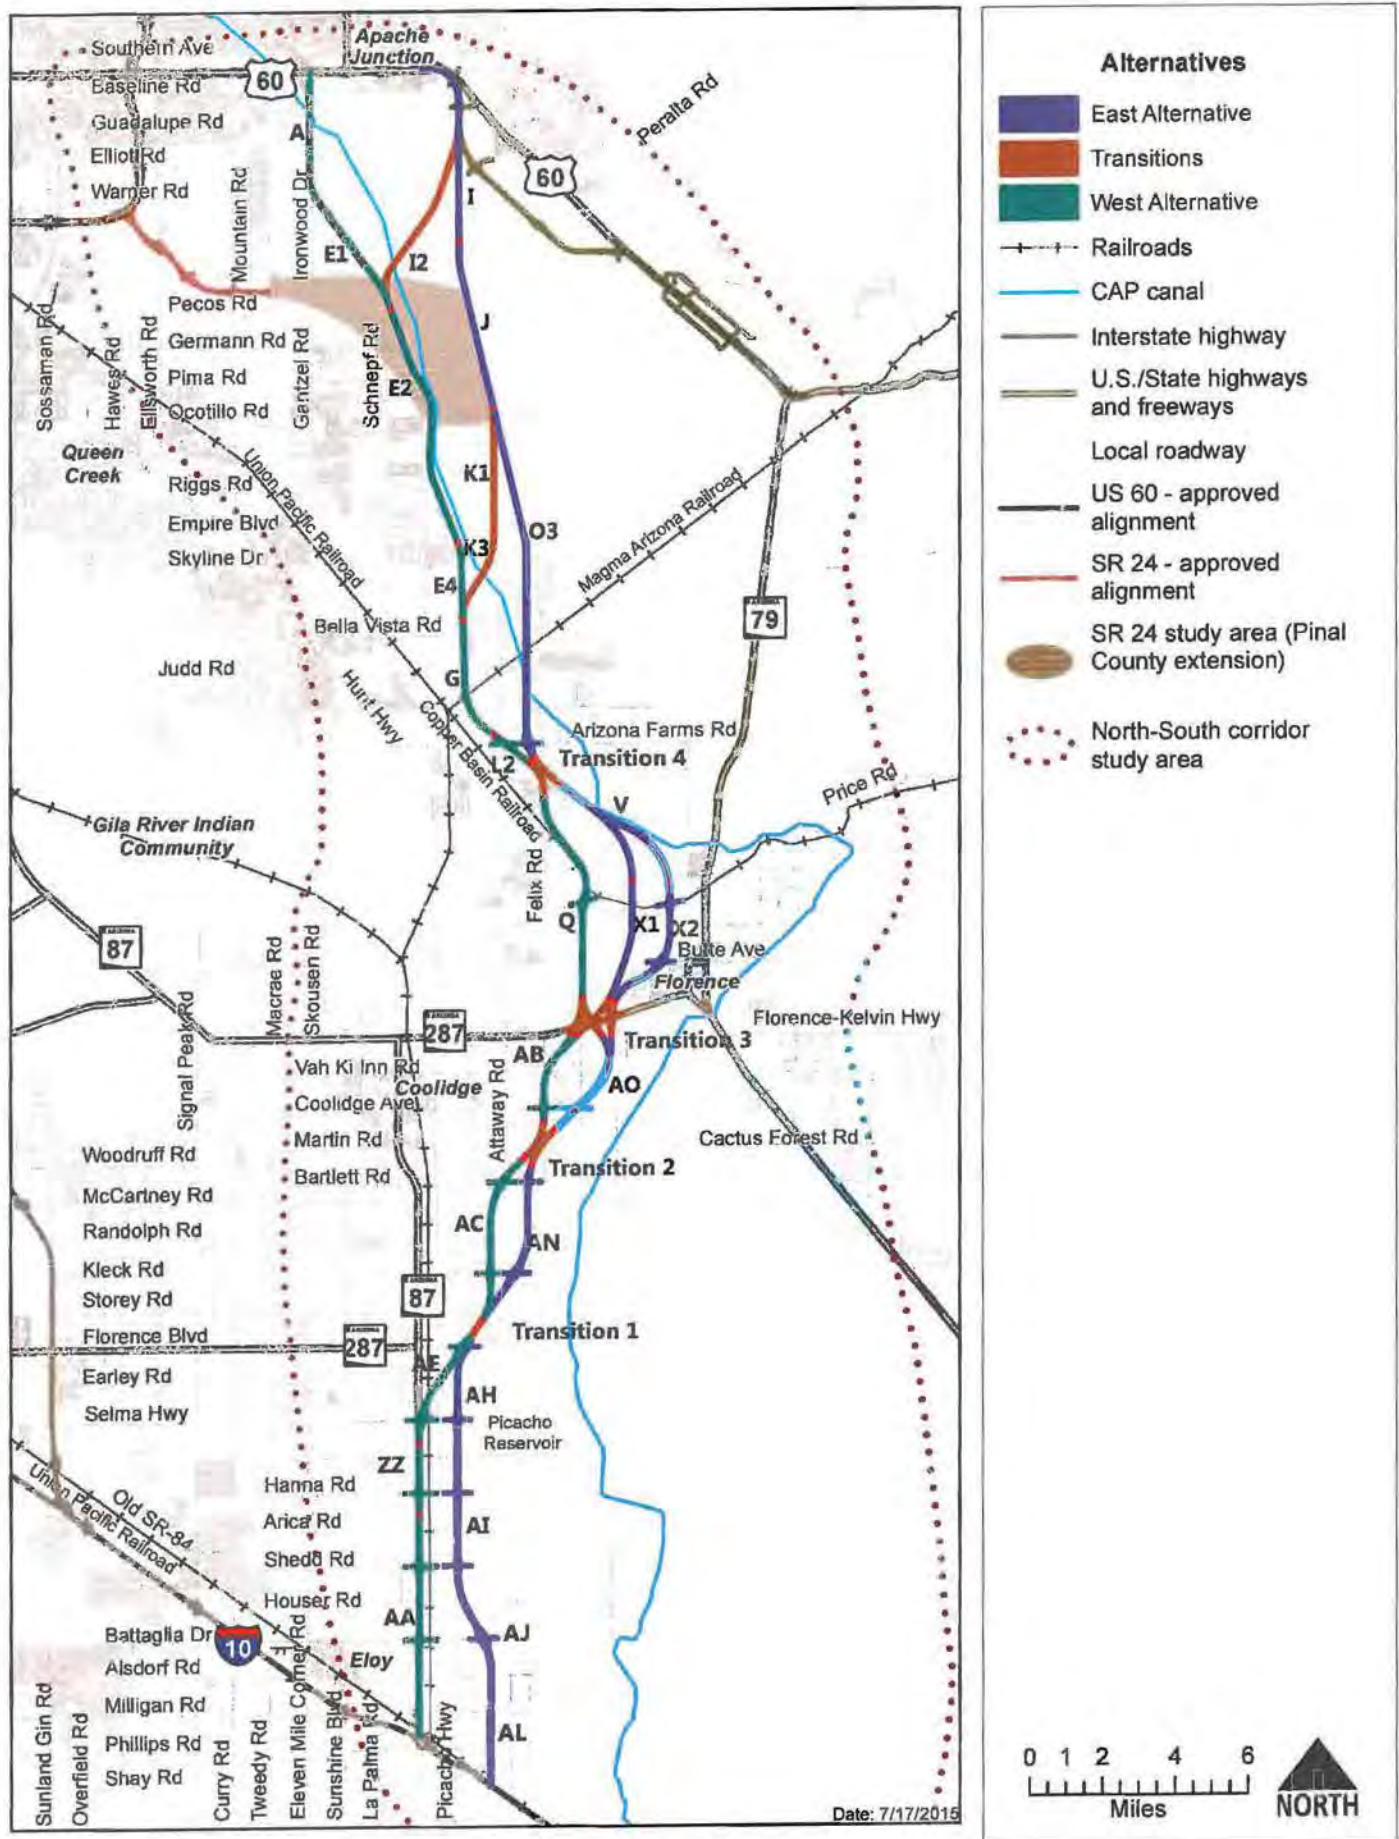 Apache
Junction
Southern Ave
60
Baseline Rd
Guadalupe Rd
Peralta Rd
A
Elliot Rd
60
Warner Rd
Mountain Rd
Ironwood Dr
I
E1
I2
Pecos Rd
Sossaman Rd
Hawes Rd
Ellsworth Rd
Germann Rd
Gantzel Rd
Schnepf Rd
J
Pima Rd
E2
Ocotillo Rd
Queen
Creek
Union Pacific Railroad
K1
Riggs Rd
Magma Arizona Railroad
Empire Blvd
O3
Skyline Dr
K3
E4
ARIZONA
79
Bella Vista Rd
Judd Rd
G
Hunt Hwy
Copper Basin Railroad
Arizona Farms Rd
L2
Transition 4
Price Rd
V
Gila River Indian
Community
Felix Rd
Q
X1
X2
ARIZONA
87
Butte Ave
Macrae Rd
Skousen Rd
Florence
Signal Peak Rd
ARIZONA
287
Florence-Kelvin Hwy
Transition 3
AB
Vah Ki Inn Rd
Coolidge
Attaway Rd
AO
Coolidge Ave
Martin Rd
Cactus Forest Rd
Woodruff Rd
Bartlett Rd
Transition 2
McCartney Rd
AC
Randolph Rd
AN
Kleck Rd
ARIZONA
87
Storey Rd
Transition 1
Florence Blvd
ARIZONA
287
AE
Earley Rd
AH
Selma Hwy
Picacho
Reservoir
ZZ
Old SR-84
Union Pacific Railroad
Hanna Rd
Arica Rd
AI
Shedd Rd
Houser Rd
AA
Battaglia Dr
10
AJ
Eloy
Alsdorf Rd
Milligan Rd
Sunland Gin Rd
Overfield Rd
Phillips Rd
Curry Rd
Tweedy Rd
Eleven Mile Corner Rd
Sunshine Blvd
La Palma Rd
Picacho Hwy
AL
Shay Rd
Date: 7/17/2015
Alternatives
East Alternative
Transitions
West Alternative
Railroads
CAP canal
Interstate highway
U.S./State highways
and freeways
Local roadway
US 60 - approved
alignment
SR 24 - approved
alignment
SR 24 study area (Pinal
County extension)
North-South corridor
study area
0 1 2 4 6
Miles
NORTH